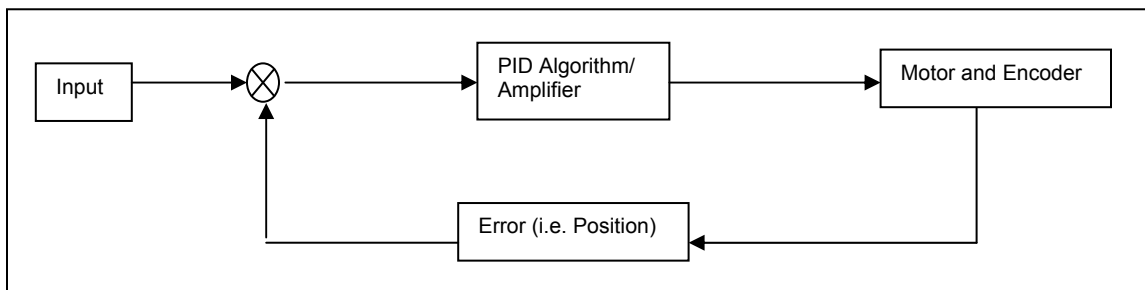 Input
PID Algorithm/
Amplifier
Motor and Encoder
Error (i.e. Position)